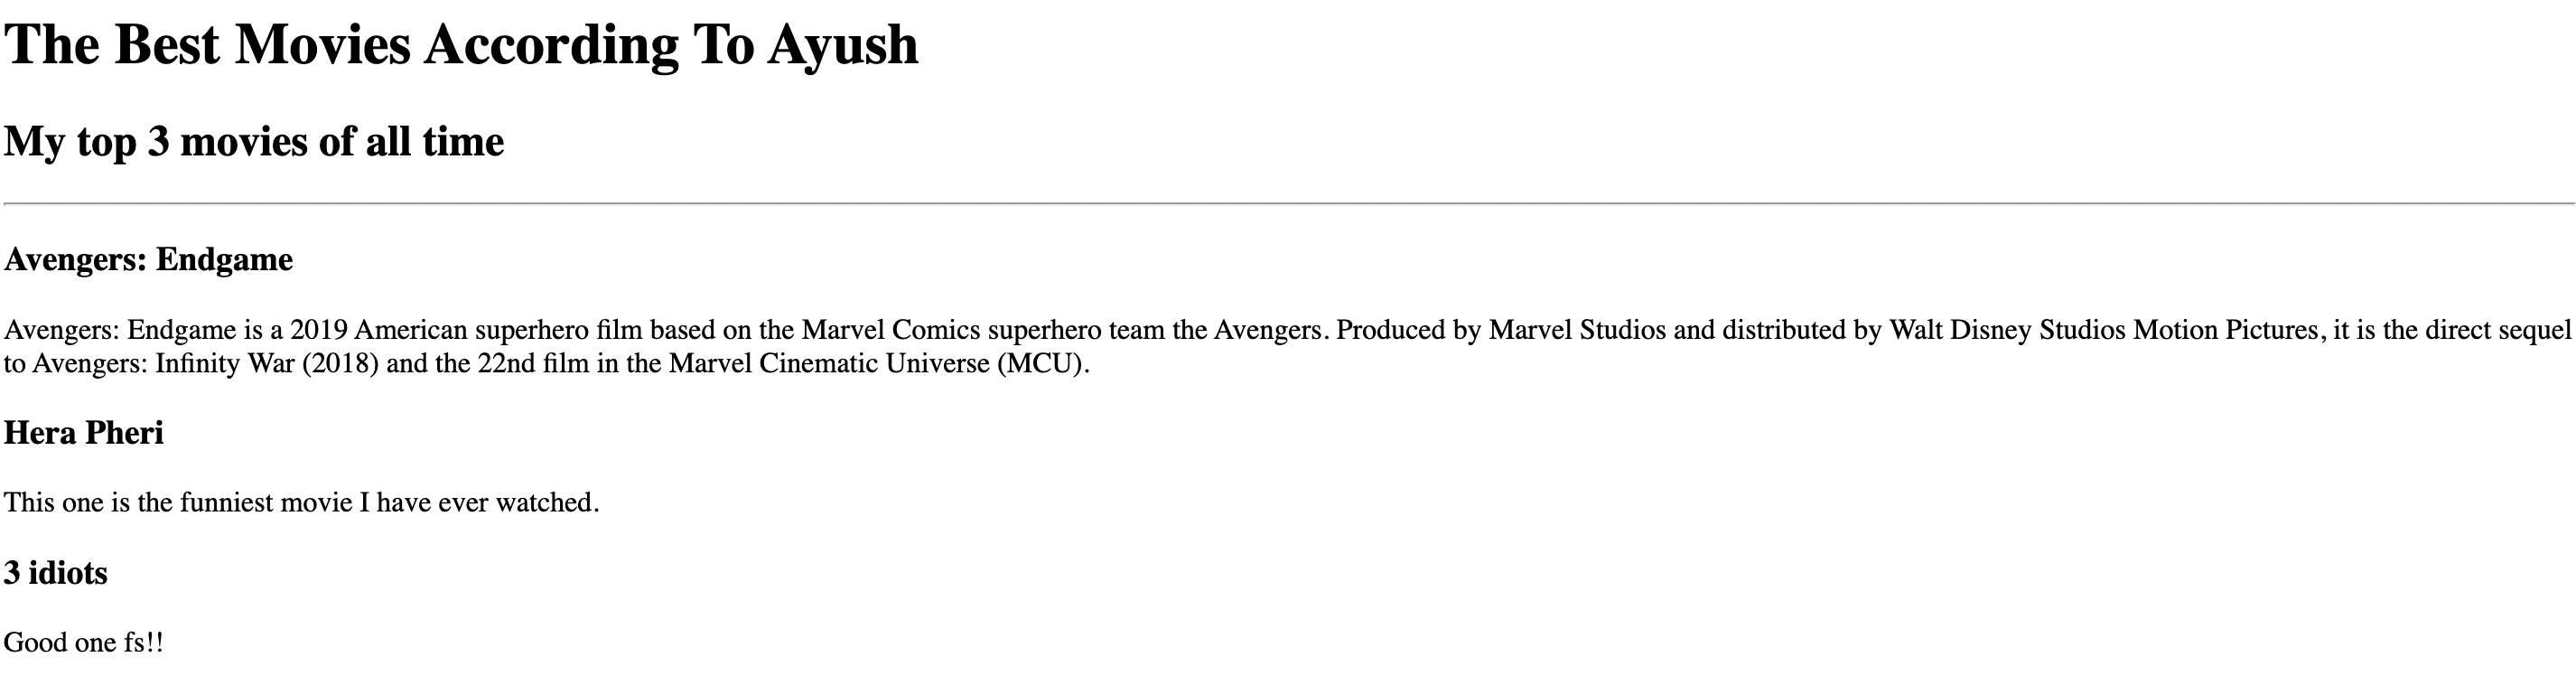 The Best Movies According To Ayush
My top 3 movies of all time
Avengers: Endgame
Avengers: Endgame is a 2019 American superhero film based on the Marvel Comics superhero team the Avengers. Produced by Marvel Studios and distributed by Walt Disney Studios Motion Pictures, it is the direct sequel
to Avengers: Infinity War (2018) and the 22nd film in the Marvel Cinematic Universe (MCU).
Hera Pheri
This one is the funniest movie I have ever watched.
3 idiots
Good one fs!!